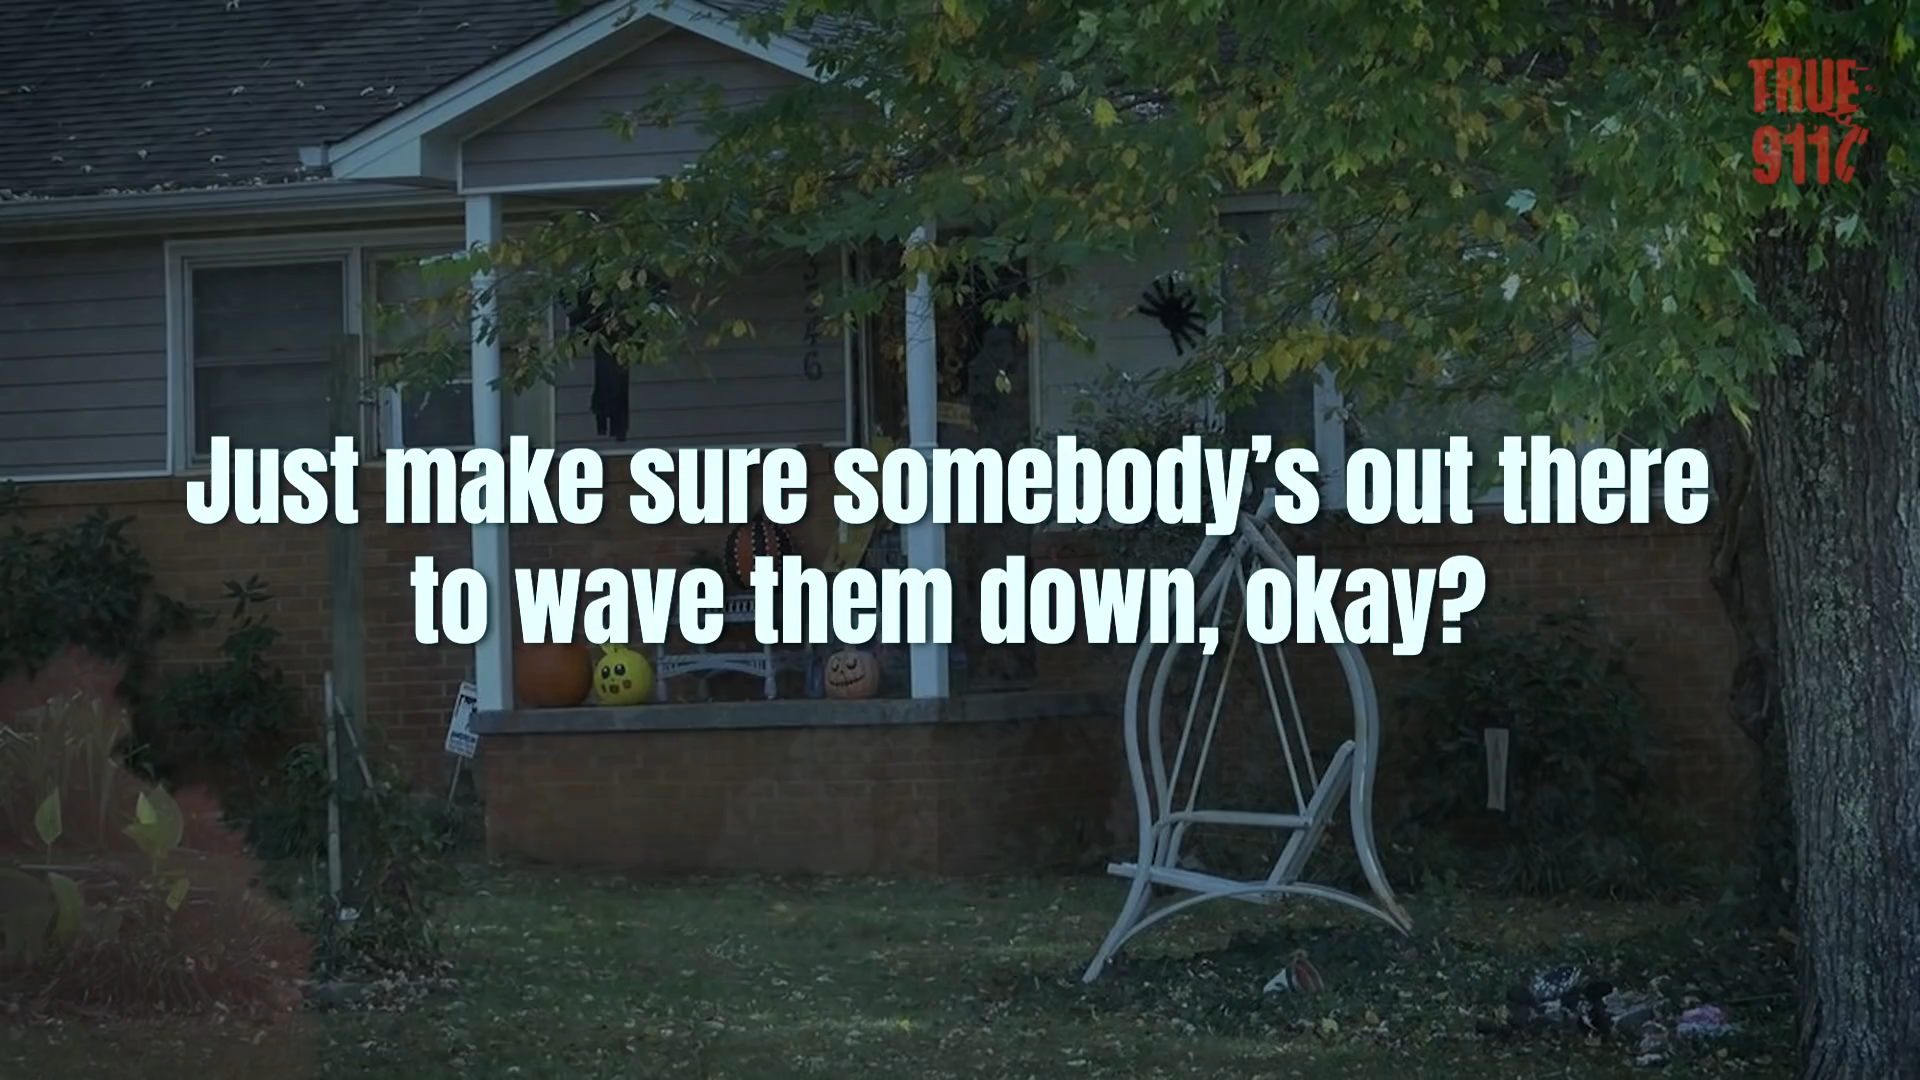 TRUE
911
Just make sure somebody’s out there
to wave them down, okay?